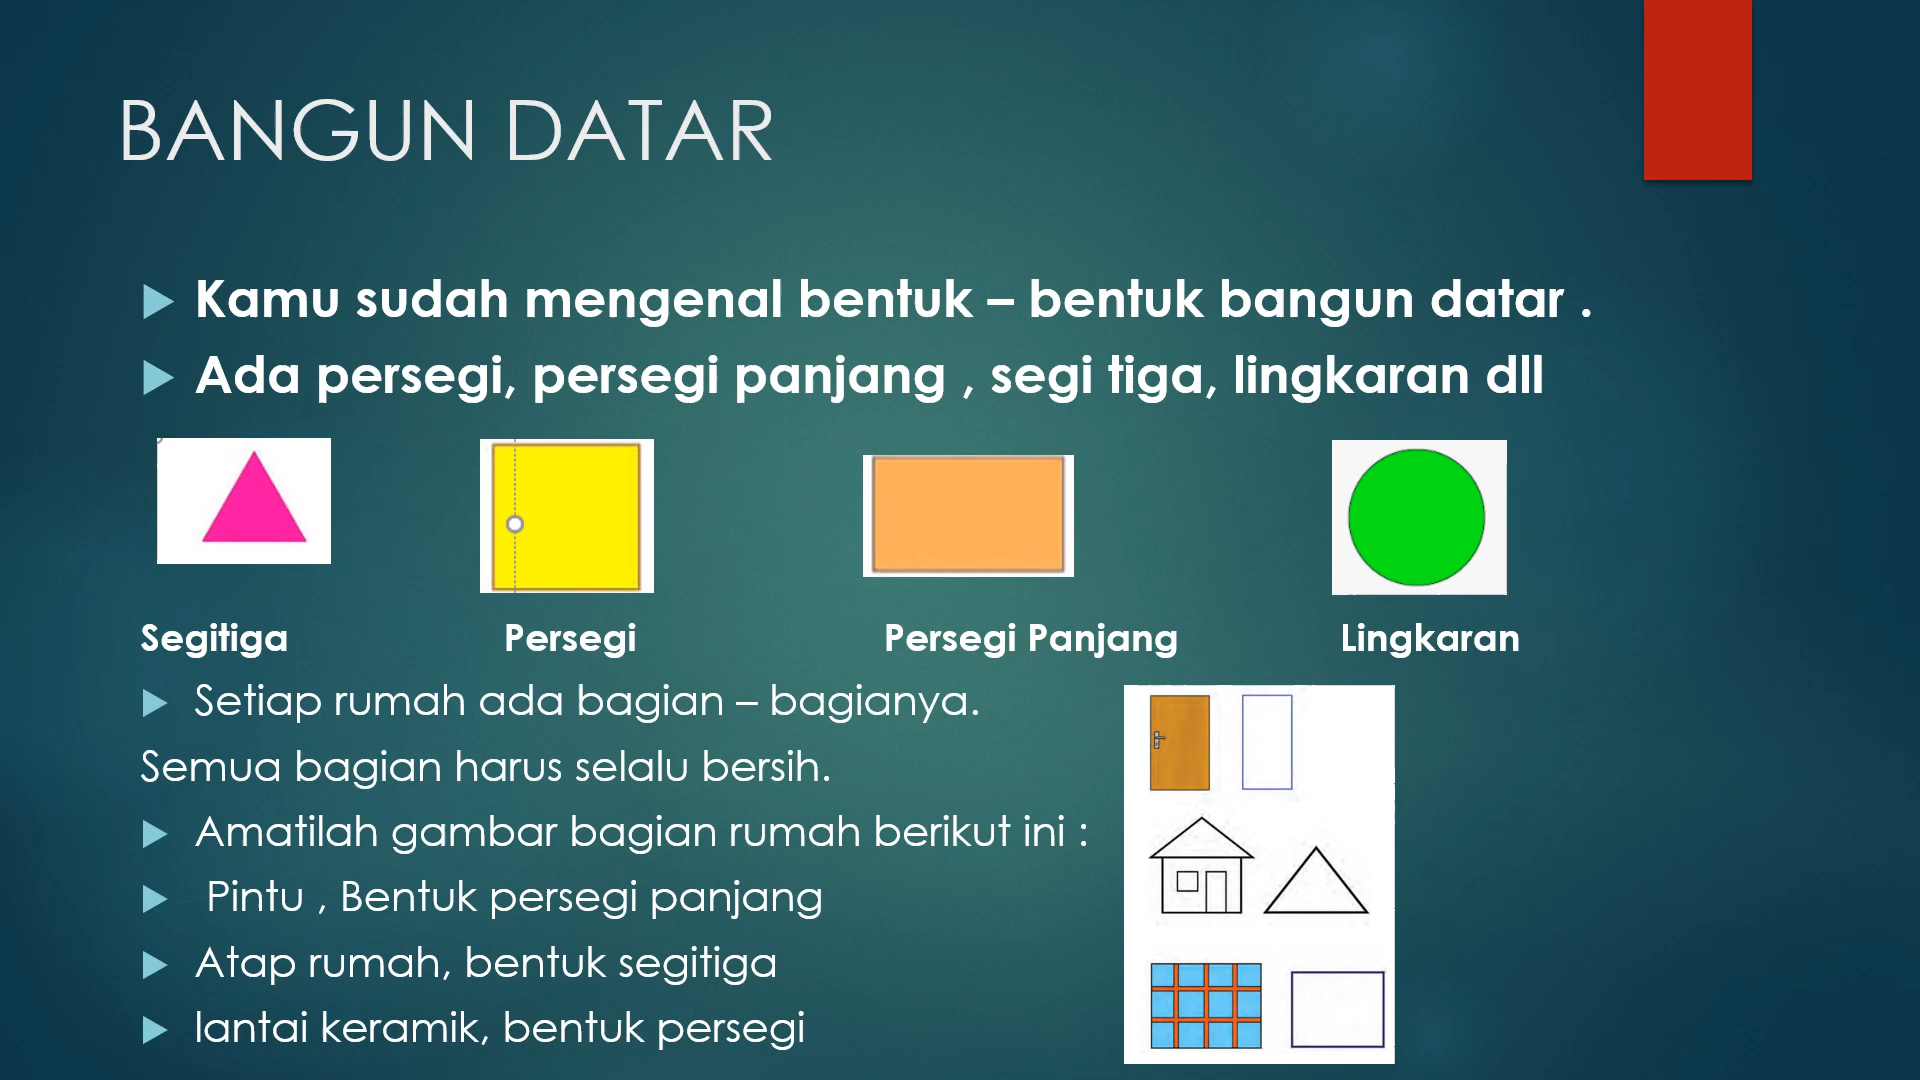 BANGUN DATAR
Kamu sudah mengenal bentuk – bentuk bangun datar .
Ada persegi, persegi panjang , segi tiga, lingkaran dll
Segitiga Persegi Persegi Panjang Lingkaran
Setiap rumah ada bagian – bagianya.
Semua bagian harus selalu bersih.
Amatilah gambar bagian rumah berikut ini :
Pintu , Bentuk persegi panjang
Atap rumah, bentuk segitiga
lantai keramik, bentuk persegi